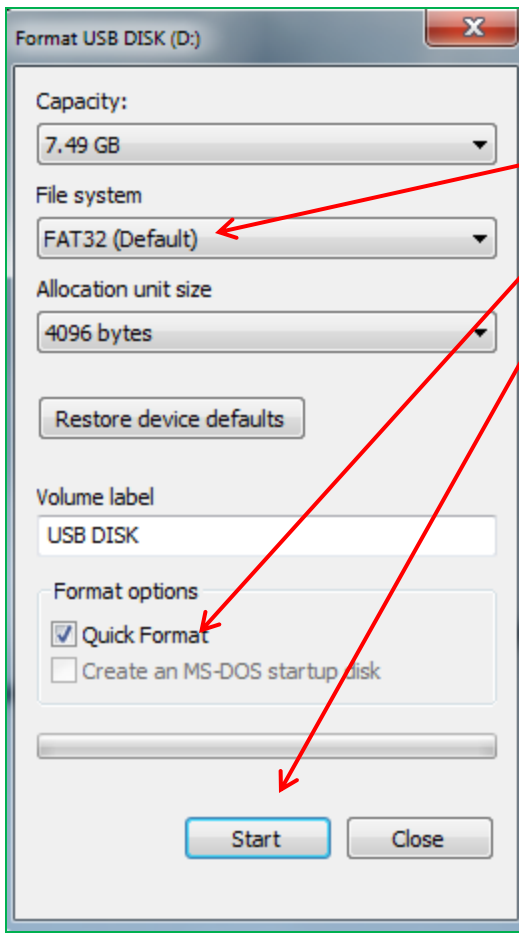 Format USB DISK (D:)
Capacity:
7.49 GB
File system
FAT32 (Default)
Allocation unit size
4096 bytes
Restore device defaults
Volume label
USB DISK
Format options
Quick Format
Create an MS-DOS startup disk
Start Close